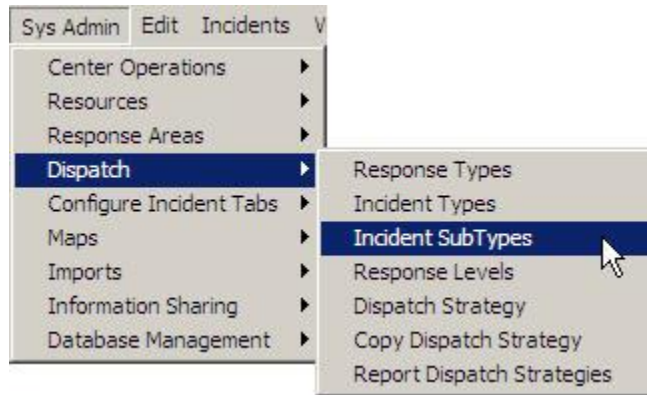 Sys Admin Edit Incidents
Center Operations
Resources
Response Areas
Dispatch
Configure Incident Tabs
Maps
Imports
Information Sharing
Database Management
Response Types
Incident Types
Incident SubTypes
Response Levels
Dispatch Strategy
Copy Dispatch Strategy
Report Dispatch Strategies